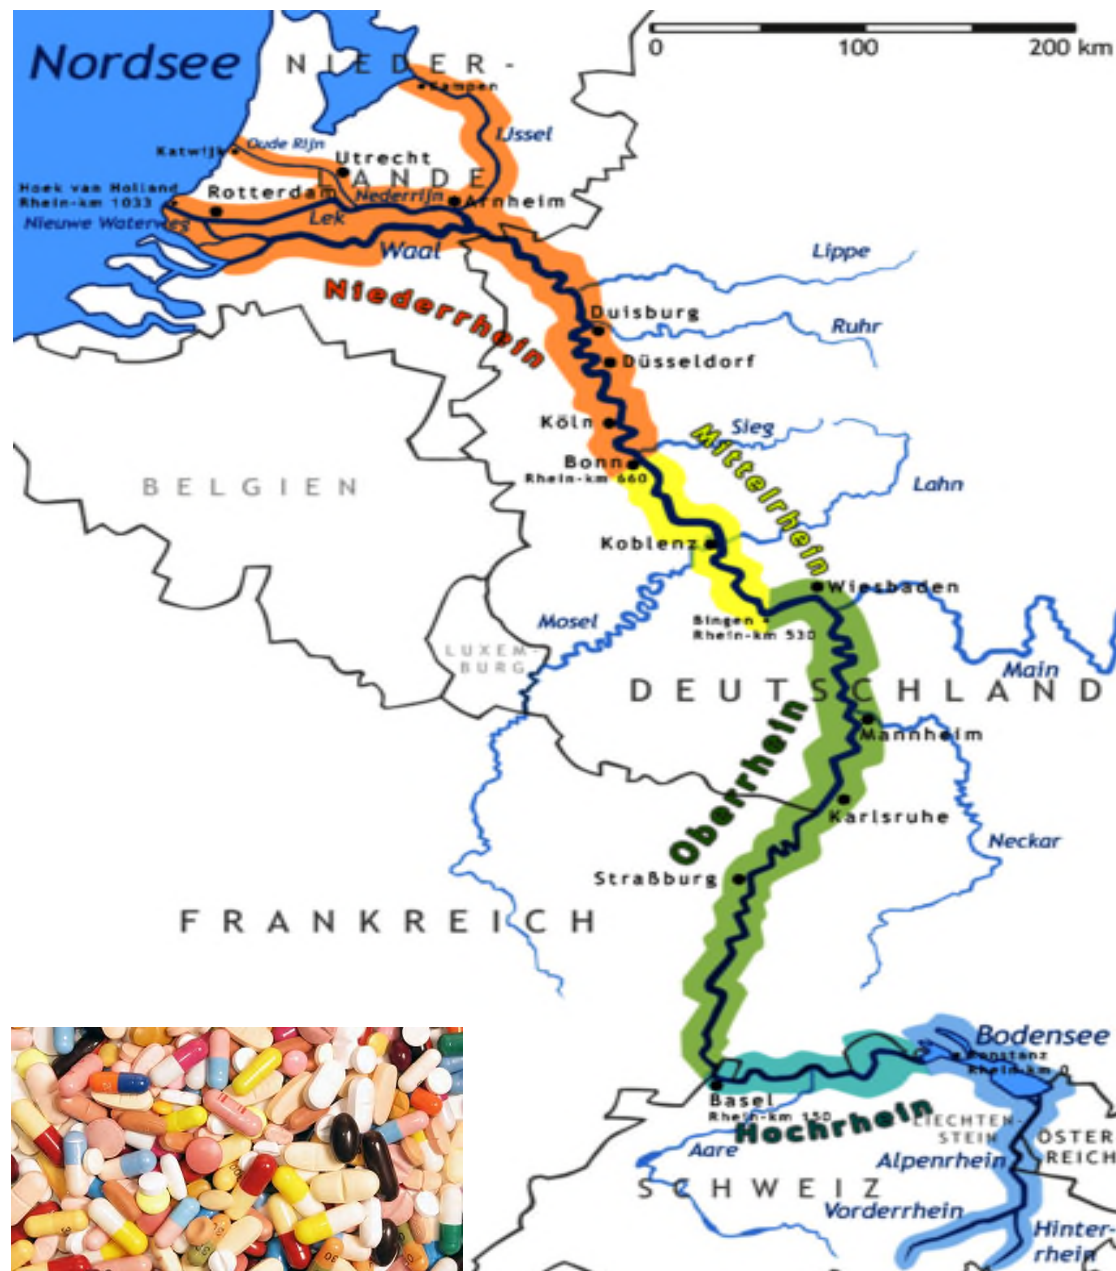 0 100 200 km
Nordsee
NIEDER-
LANDE
Kampen
IJssel
Katwijk
Oude Rijn
Utrecht
Hoek van Holland
Rhein-km 1033
Rotterdam
Nederrijn
Arnheim
Nieuwe Waterweg
Lek
Waal
Lippe
Niederrhein
Duisburg
Ruhr
Düsseldorf
Köln
Sieg
Mittelrhein
Bonn
Rhein-km 660
BELGIEN
Lahn
Koblenz
Wiesbaden
Mosel
Bingen
Rhein-km 530
LUXEM-
BURG
Main
DEUTSCHLAND
Mannheim
Oberrhein
Karlsruhe
Neckar
Straßburg
FRANKREICH
Bodensee
Konstanz
Rhein-km 0
Basel
Rhein-km 150
Hochrhein
LIECHTEN-
STEIN
ÖSTER
REICH
Aare
Alpenrhein
SCHWEIZ
Vorderrhein
Hinter-
rhein